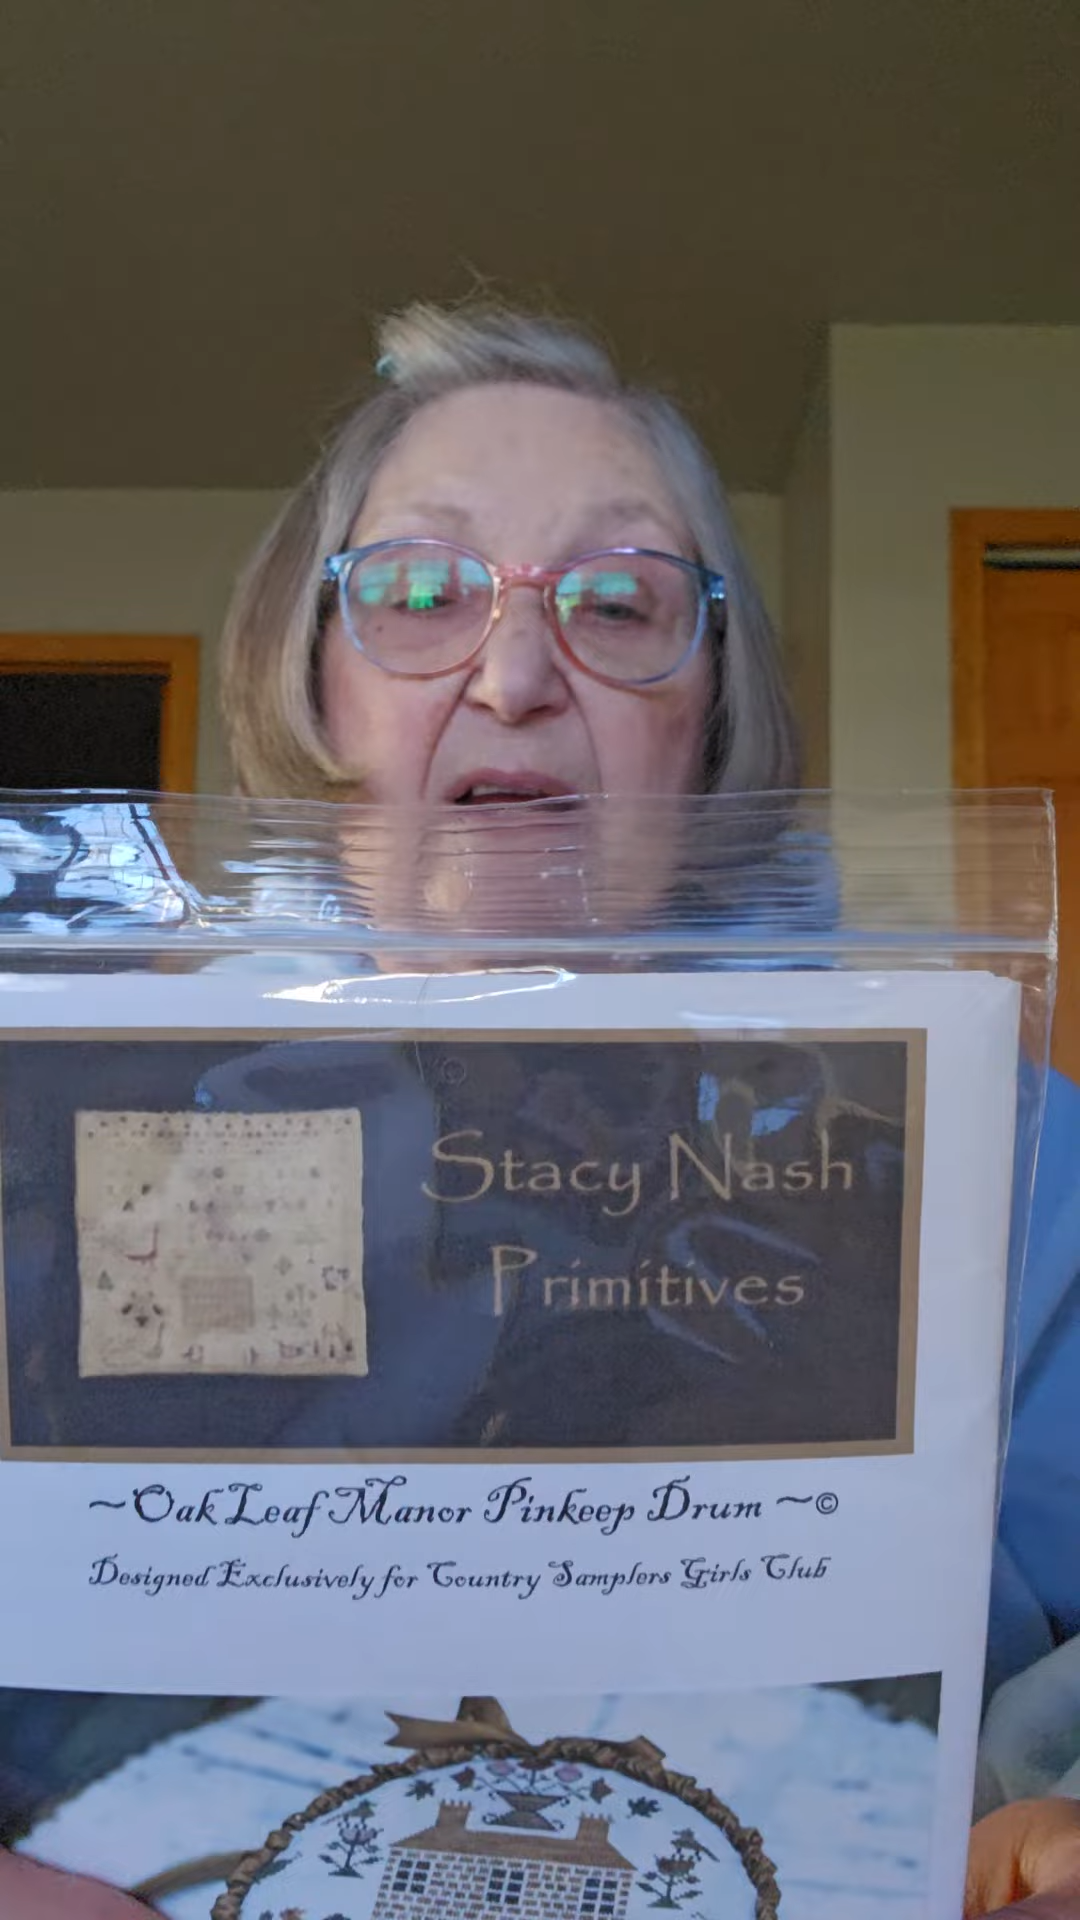 Stacy Nash
Primitives
~Oak Leaf Manor Pinkeep Drum ~©
Designed Exclusively for Country Samplers Girls Club